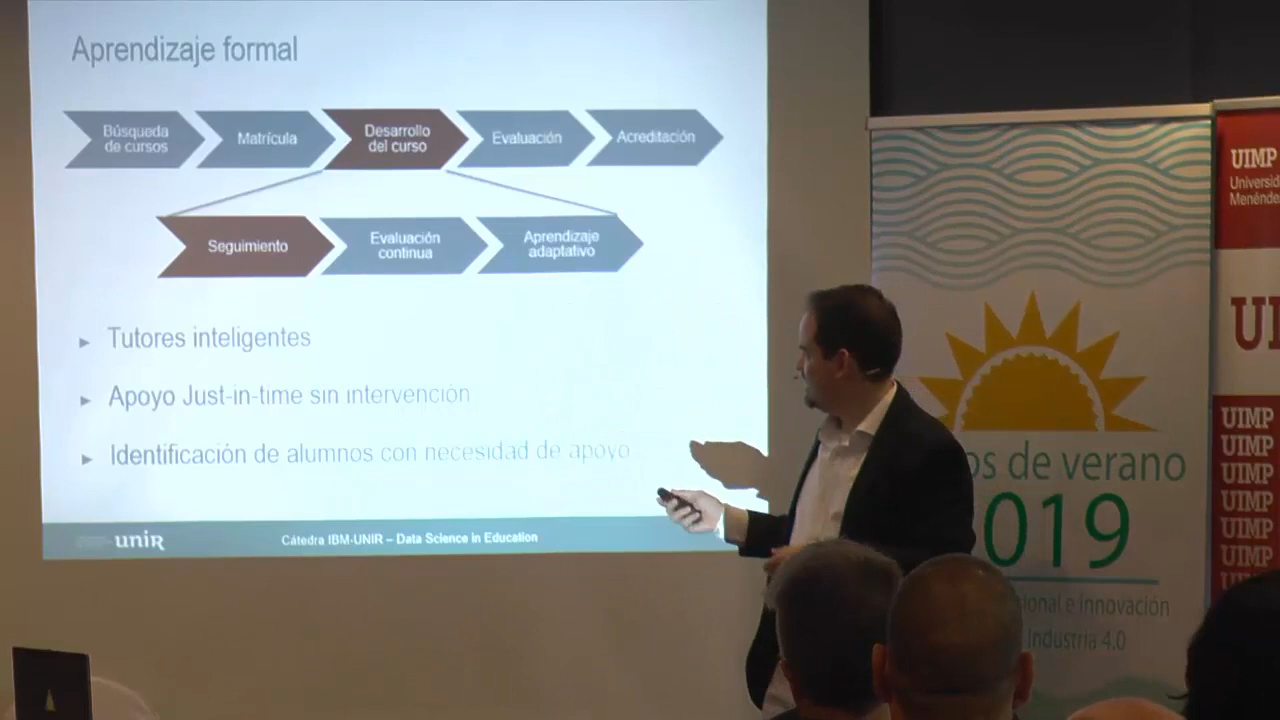 Aprendizaje formal
Búsqueda
de cursos
Matrícula
Desarrollo
del curso
Evaluación
Acreditación
Seguimiento
Evaluación
continua
Aprendizaje
adaptativo
► Tutores inteligentes
► Apoyo Just-in-time sin intervención
► Identificación de alumnos con necesidad de apoyo
unir
Cátedra IBM-UNIR – Data Science in Education
os de verano
019
ional e innovación
Industria 4.0
UIMP
Universid
Menénde
UI
UIMP
UIMP
UIMP
UIMP
UIMP
UIMP